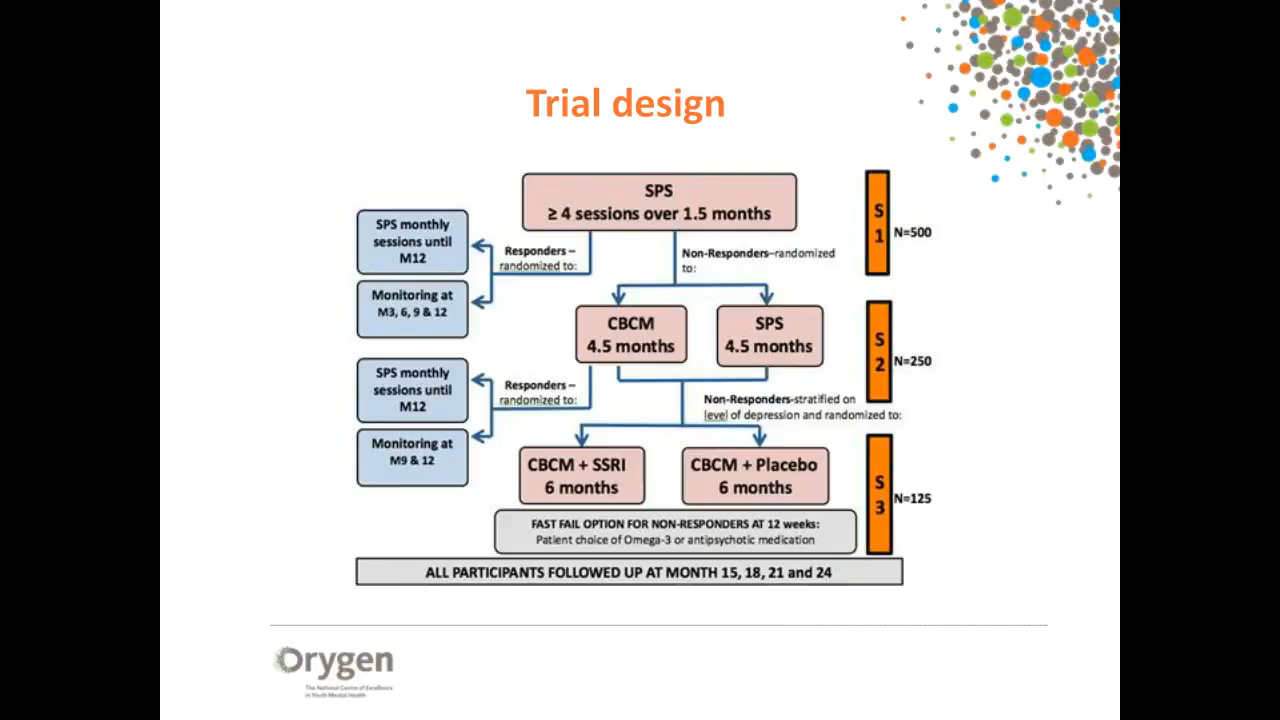 Trial design
SPS
≥ 4 sessions over 1.5 months
S
1
N=500
SPS monthly
sessions until
M12
Responders –
randomized to:
Non-Responders–randomized
to:
Monitoring at
M3, 6, 9 & 12
CBCM
4.5 months
SPS
4.5 months
S
2
N=250
SPS monthly
sessions until
M12
Responders –
randomized to:
Non-Responders-stratified on
level of depression and randomized to:
Monitoring at
M9 & 12
CBCM + SSRI
6 months
CBCM + Placebo
6 months
S
3
N=125
FAST FAIL OPTION FOR NON-RESPONDERS AT 12 weeks:
Patient choice of Omega-3 or antipsychotic medication
ALL PARTICIPANTS FOLLOWED UP AT MONTH 15, 18, 21 and 24
Orygen
The National Centre of Excellence
in Youth Mental Health